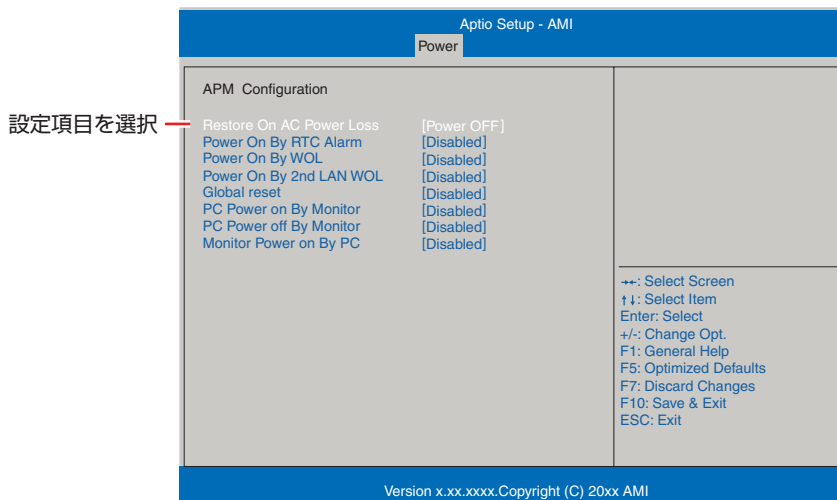 Aptio Setup - AMI
Power
APM Configuration
設定項目を選択
Restore On AC Power Loss [Power OFF]
Power On By RTC Alarm [Disabled]
Power On By WOL [Disabled]
Power On By 2nd LAN WOL [Disabled]
Global reset [Disabled]
PC Power on By Monitor [Disabled]
PC Power off By Monitor [Disabled]
Monitor Power on By PC [Disabled]
→←: Select Screen
↑↓: Select Item
Enter: Select
+/-: Change Opt.
F1: General Help
F5: Optimized Defaults
F7: Discard Changes
F10: Save & Exit
ESC: Exit
Version x.xx.xxxx.Copyright (C) 20xx AMI